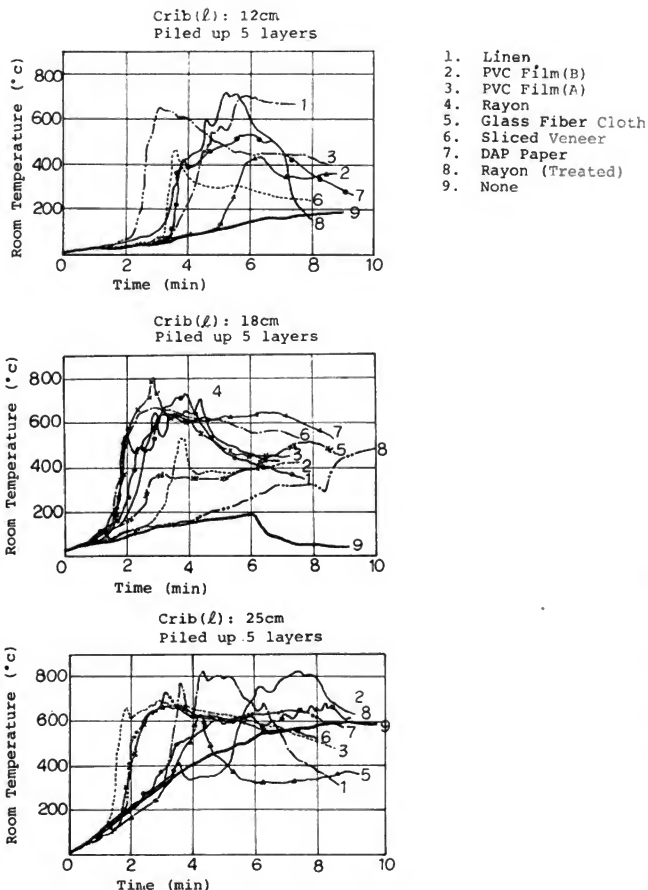 Crib(ℓ): 12cm
Piled up 5 layers
Room Temperature (°c)
800
600
400
200
0 2 4 6 8 10
Time (min)
1
3
2
6
7
9
8
1. Linen
2. PVC Film(B)
3. PVC Film(A)
4. Rayon
5. Glass Fiber Cloth
6. Sliced Veneer
7. DAP Paper
8. Rayon (Treated)
9. None
Crib(ℓ): 18cm
Piled up 5 layers
Room Temperature (°c)
800
600
400
200
0 2 4 6 8 10
Time (min)
4
7
6
5
8
3
2
1
9
Crib(ℓ): 25cm
Piled up 5 layers
Room Temperature (°c)
800
600
400
200
0 2 4 6 8 10
Time (min)
2
8
9
7
6
3
5
1